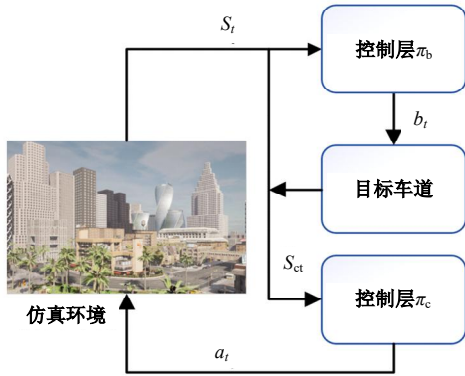 S_t
控制层π_b
b_t
目标车道
S_ct
控制层π_c
仿真环境
a_t